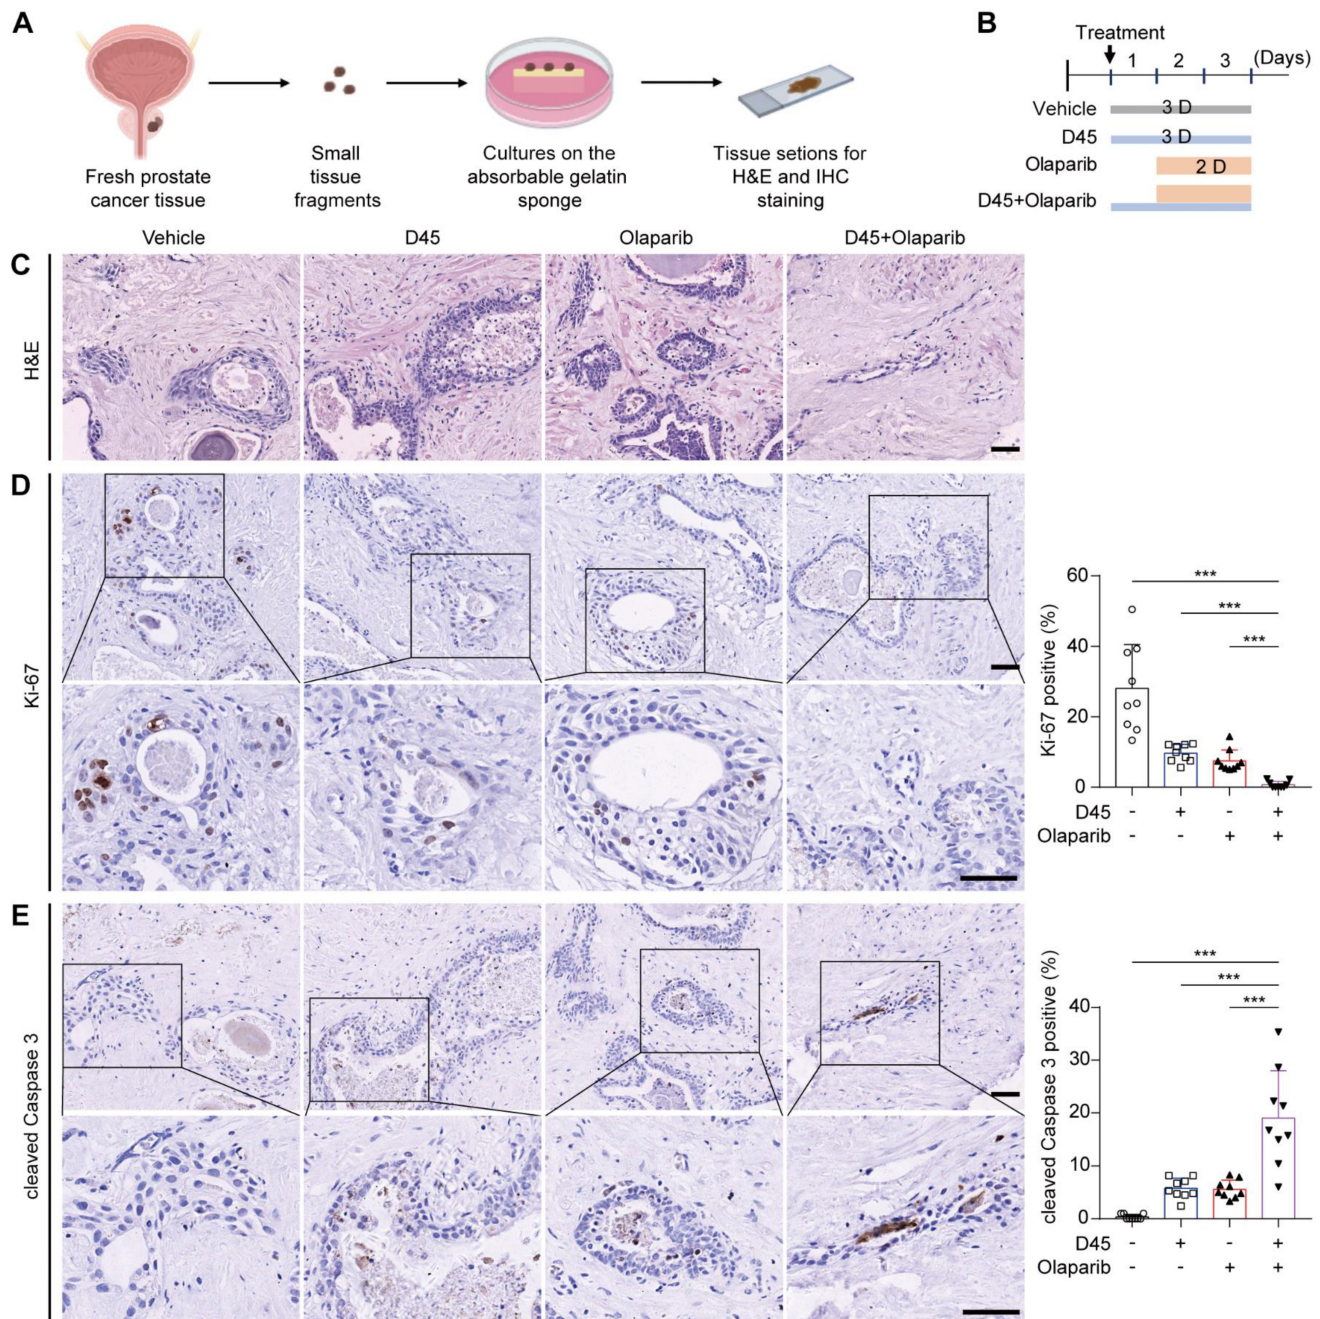 A
Fresh prostate
cancer tissue
Small
tissue
fragments
Cultures on the
absorbable gelatin
sponge
Tissue setions for
H&E and IHC
staining
B
Treatment
1 2 3 (Days)
Vehicle 3 D
D45 3 D
Olaparib 2 D
D45+Olaparib
Vehicle D45 Olaparib D45+Olaparib
C
H&E
D
Ki-67
Ki-67 positive (%)
60
40
20
0
***
***
***
D45 - + - +
Olaparib - - + +
E
cleaved Caspase 3
cleaved Caspase 3 positive (%)
40
30
20
10
0
***
***
***
D45 - + - +
Olaparib - - + +